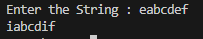 Enter the String : eabcdef
iabcdif